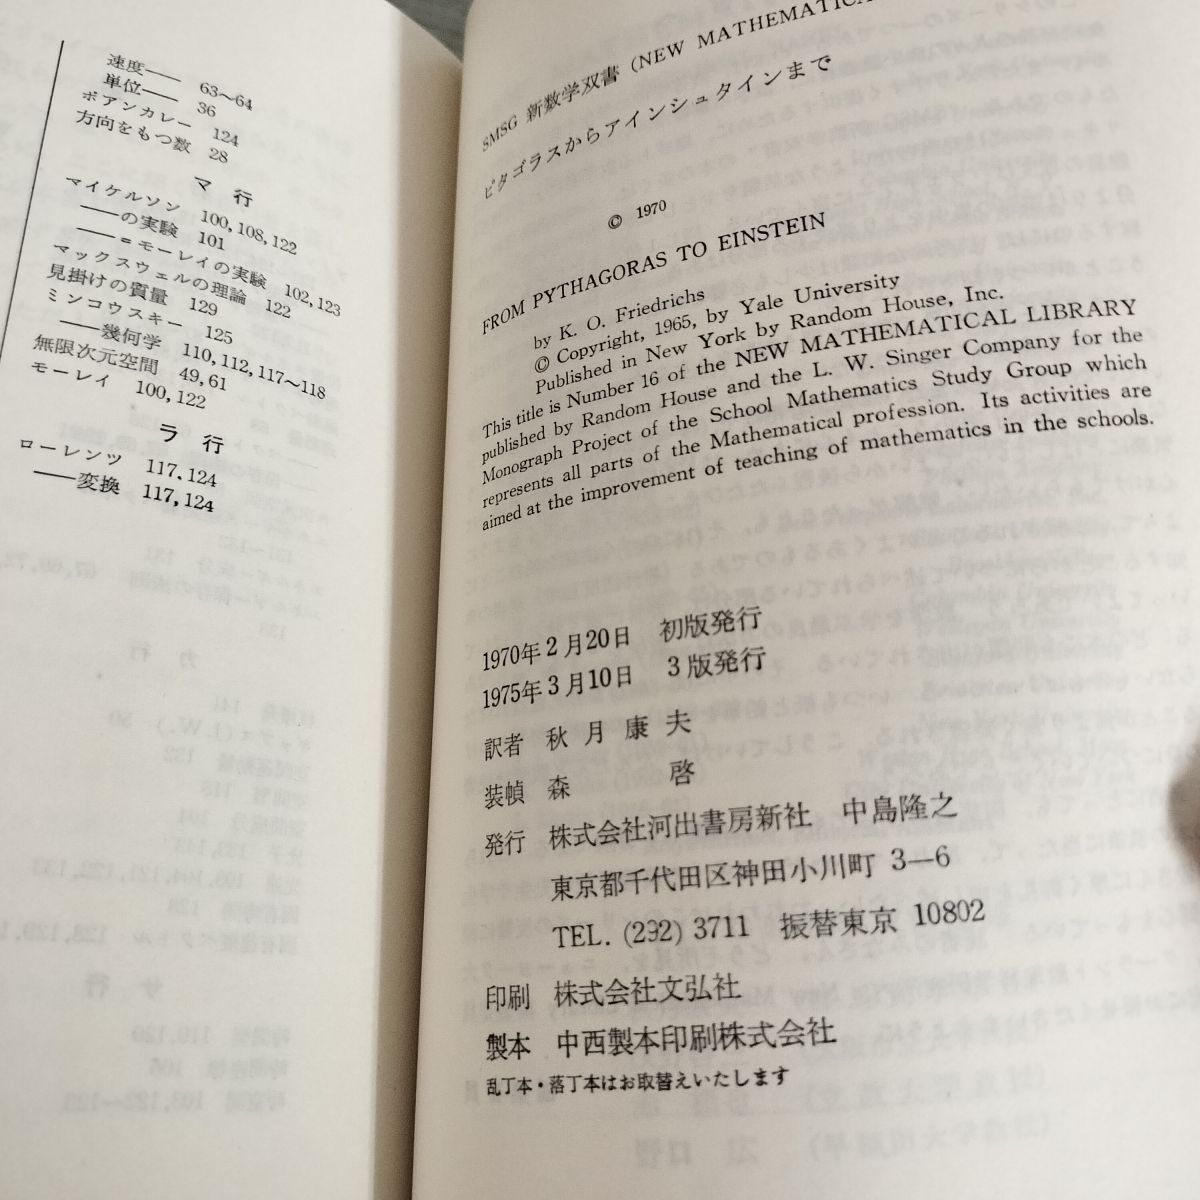 速度—— 63〜64
単位—— 36
ポアンカレー 124
方向をもつ数 28
マ 行
マイケルソン 100,108,122
——の実験 101
——=モーレイの実験 102,123
マックスウェルの理論 122
見掛けの質量 129
ミンコウスキー 125
——幾何学 110,112,117〜118
無限次元空間 49,61
モーレイ 100,122
ラ 行
ローレンツ 117,124
——変換 117,124
SMSG 新数学双書 (NEW MATHEMATICA
ピタゴラスからアインシュタインまで
© 1970
FROM PYTHAGORAS TO EINSTEIN
by K. O. Friedrichs
© Copyright, 1965, by Yale University
Published in New York by Random House, Inc.
This title is Number 16 of the NEW MATHEMATICAL LIBRARY
published by Random House and the L. W. Singer Company for the
Monograph Project of the School Mathematics Study Group which
represents all parts of the Mathematical profession. Its activities are
aimed at the improvement of teaching of mathematics in the schools.
1970年2月20日 初版発行
1975年3月10日 3版発行
訳者 秋月康夫
装幀 森 啓
発行 株式会社河出書房新社 中島隆之
東京都千代田区神田小川町 3—6
TEL. (292) 3711 振替東京 10802
印刷 株式会社文弘社
製本 中西製本印刷株式会社
乱丁本・落丁本はお取替えいたします